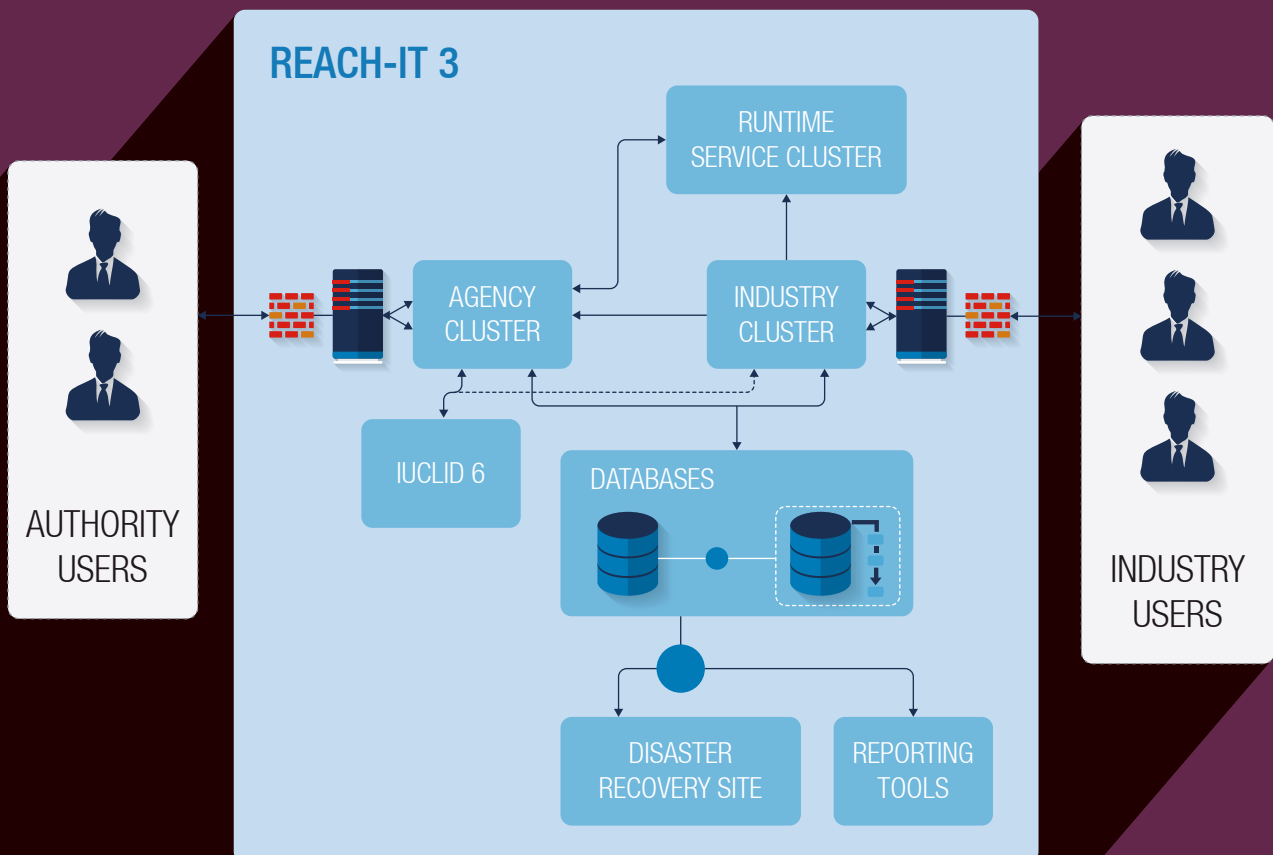 REACH-IT 3
RUNTIME
SERVICE CLUSTER
AGENCY
CLUSTER
INDUSTRY
CLUSTER
IUCLID 6
DATABASES
AUTHORITY
USERS
INDUSTRY
USERS
DISASTER
RECOVERY SITE
REPORTING
TOOLS